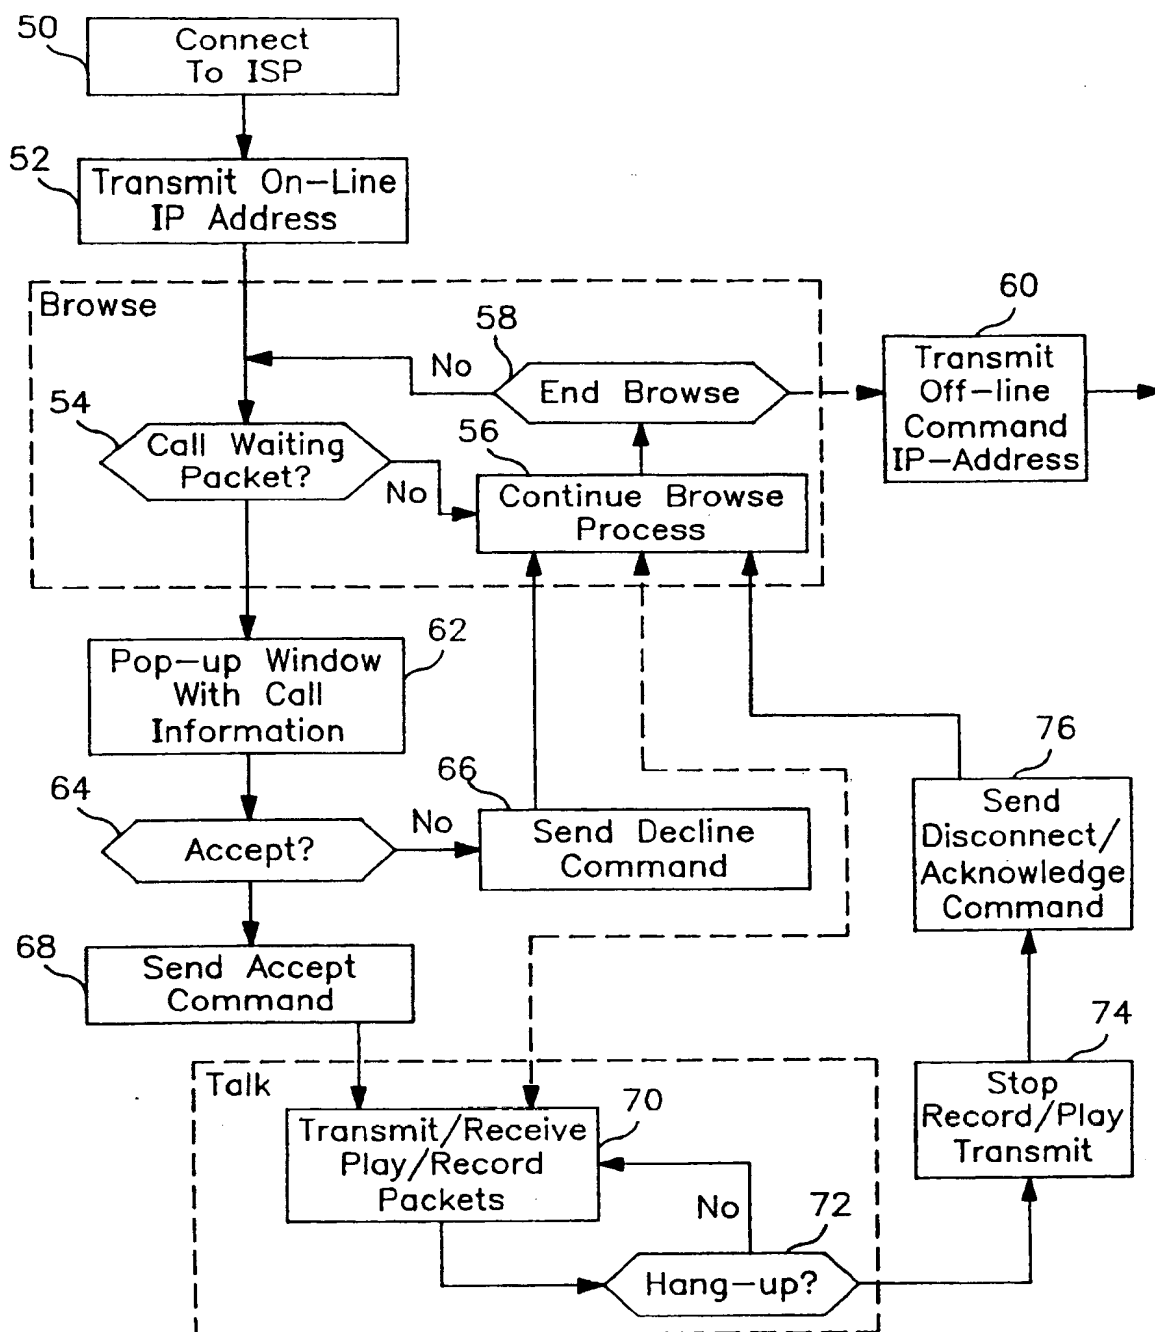 50
Connect
To ISP
52
Transmit On-Line
IP Address
Browse
58
No
End Browse
60
Transmit
Off-line
Command
IP-Address
54
Call Waiting
Packet?
No
56
Continue Browse
Process
62
Pop-up Window
With Call
Information
64
Accept?
No
66
Send Decline
Command
76
Send
Disconnect/
Acknowledge
Command
68
Send Accept
Command
74
Stop
Record/Play
Transmit
Talk
70
Transmit/Receive
Play/Record
Packets
No
72
Hang-up?